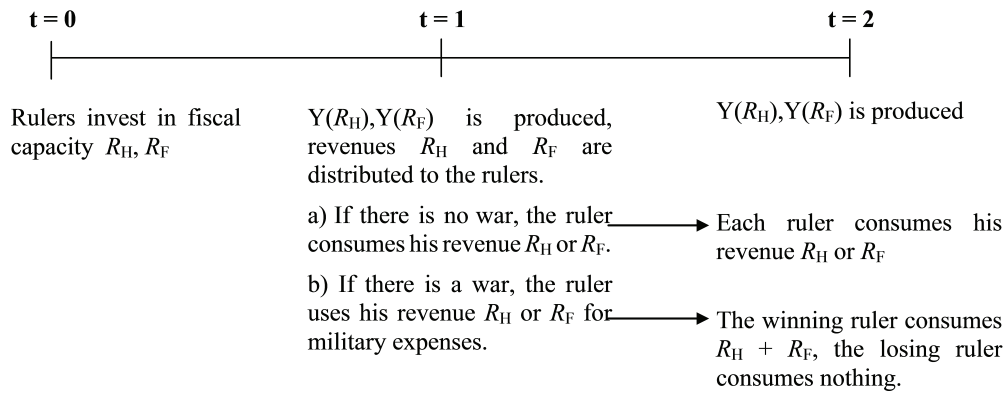 t = 0
t = 1
t = 2
Rulers invest in fiscal
capacity R_H, R_F
Y(R_H),Y(R_F) is produced,
revenues R_H and R_F are
distributed to the rulers.
a) If there is no war, the ruler
consumes his revenue R_H or R_F.
b) If there is a war, the ruler
uses his revenue R_H or R_F for
military expenses.
Y(R_H),Y(R_F) is produced
Each ruler consumes his
revenue R_H or R_F
The winning ruler consumes
R_H + R_F, the losing ruler
consumes nothing.